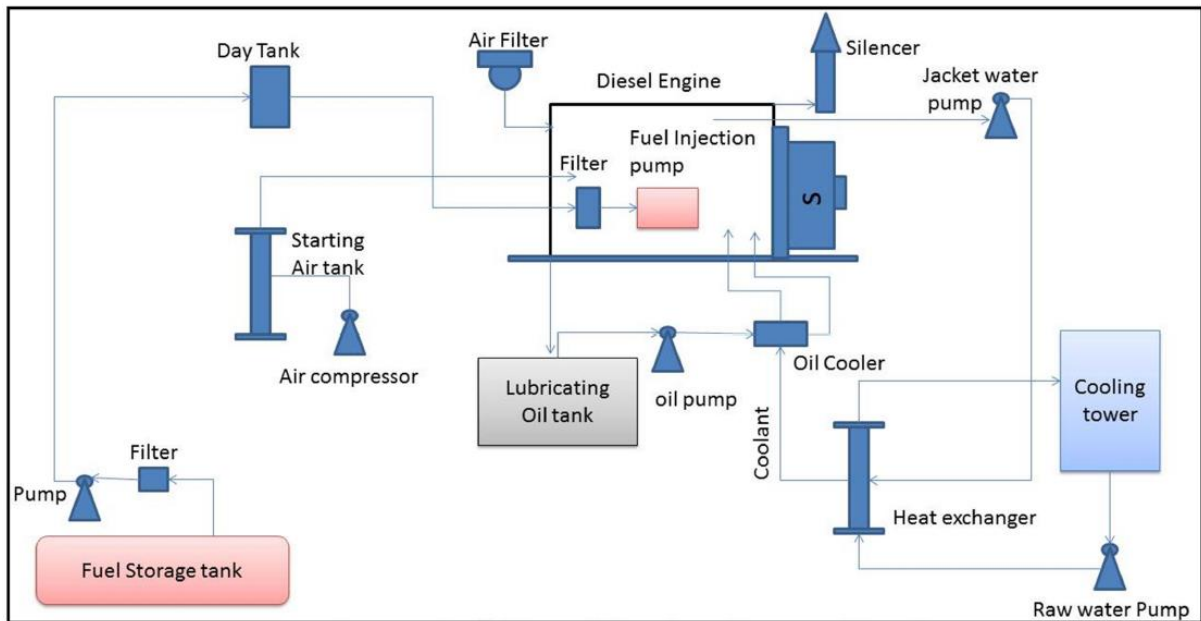 Day Tank
Air Filter
Silencer
Diesel Engine
Jacket water
pump
Fuel Injection
pump
Filter
S
Starting
Air tank
Air compressor
Oil Cooler
Lubricating
Oil tank
oil pump
Coolant
Cooling
tower
Filter
Pump
Heat exchanger
Fuel Storage tank
Raw water Pump